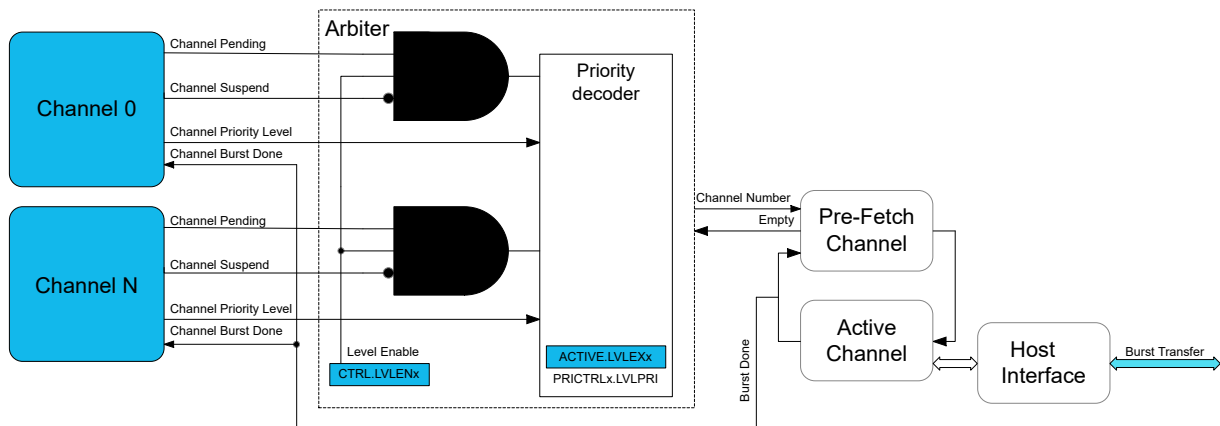 Arbiter
Channel Pending
Channel Suspend
Channel 0
Channel Priority Level
Channel Burst Done
Priority
decoder
Channel Pending
Channel Suspend
Channel N
Channel Priority Level
Channel Burst Done
Level Enable
CTRL.LVLENx
ACTIVE.LVLEXx
PRICTRLx.LVLPRI
Channel Number
Empty
Pre-Fetch
Channel
Active
Channel
Burst Done
Host
Interface
Burst Transfer